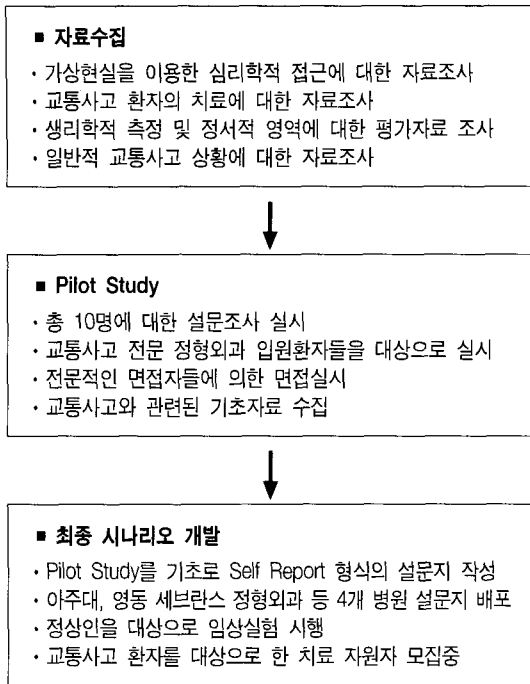 ▪ 자료수집
· 가상현실을 이용한 심리학적 접근에 대한 자료조사
· 교통사고 환자의 치료에 대한 자료조사
· 생리학적 측정 및 정서적 영역에 대한 평가자료 조사
· 일반적 교통사고 상황에 대한 자료조사
▪ Pilot Study
· 총 10명에 대한 설문조사 실시
· 교통사고 전문 정형외과 입원환자들을 대상으로 실시
· 전문적인 면접자들에 의한 면접실시
· 교통사고와 관련된 기초자료 수집
▪ 최종 시나리오 개발
· Pilot Study를 기초로 Self Report 형식의 설문지 작성
· 아주대, 영동 세브란스 정형외과 등 4개 병원 설문지 배포
· 정상인을 대상으로 임상실험 시행
· 교통사고 환자를 대상으로 한 치료 자원자 모집중